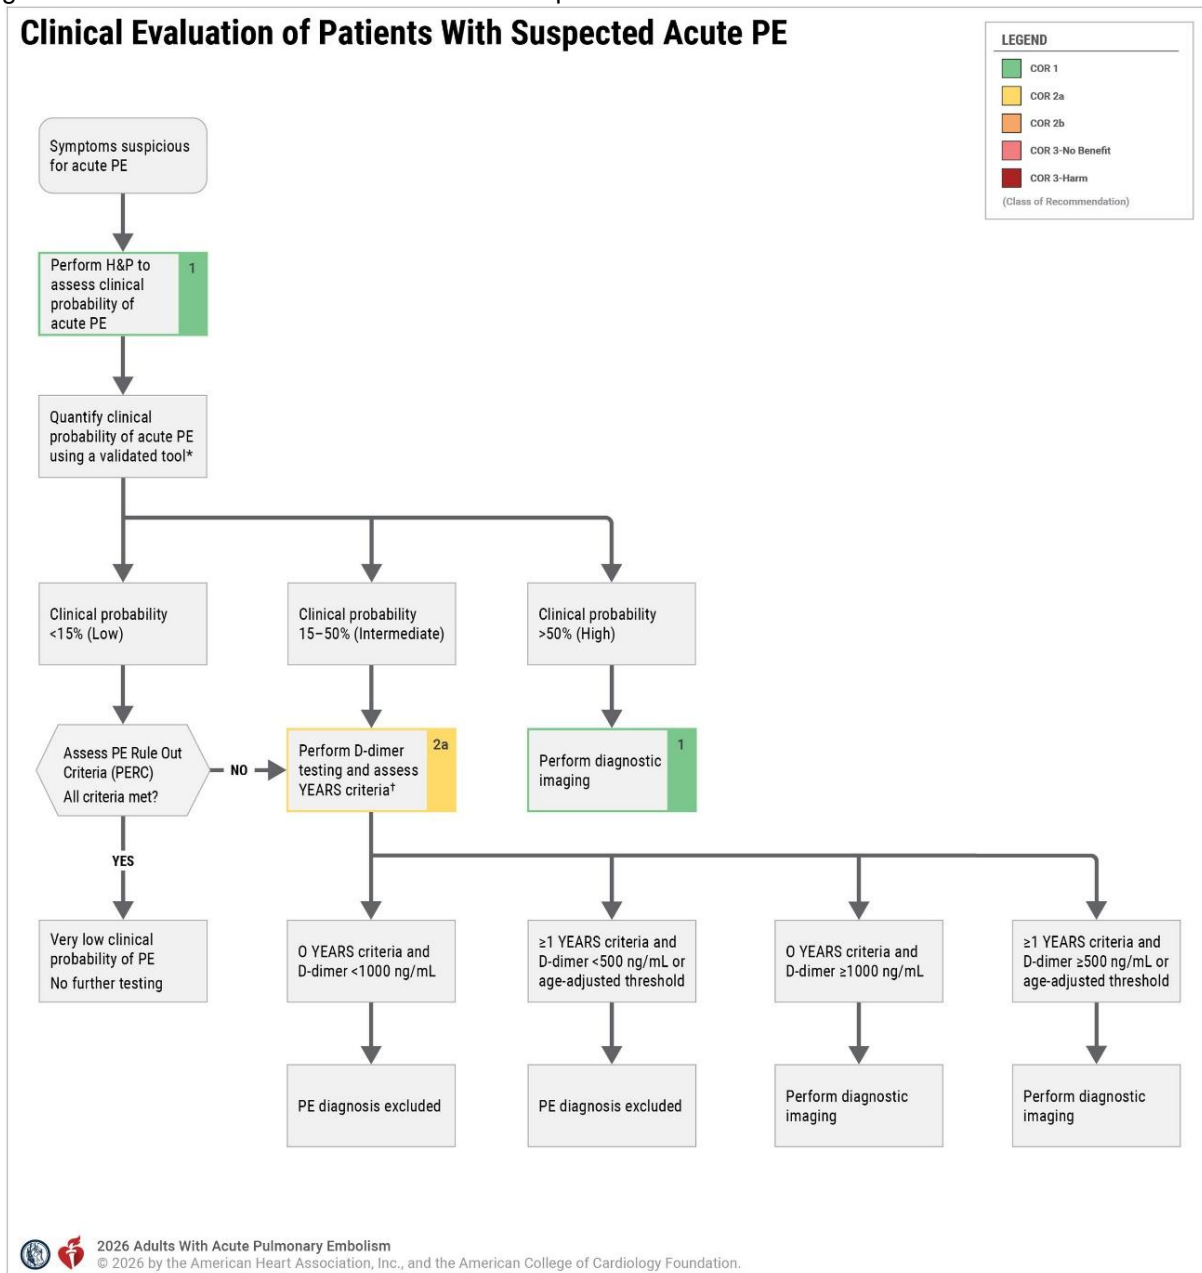 Clinical Evaluation of Patients With Suspected Acute PE
LEGEND
COR 1
COR 2a
COR 2b
COR 3-No Benefit
COR 3-Harm
(Class of Recommendation)
Symptoms suspicious
for acute PE
Perform H&P to
assess clinical
probability of
acute PE
1
Quantify clinical
probability of acute PE
using a validated tool*
Clinical probability
<15% (Low)
Clinical probability
15–50% (Intermediate)
Clinical probability
>50% (High)
Assess PE Rule Out
Criteria (PERC)
All criteria met?
NO
Perform D-dimer
testing and assess
YEARS criteria†
2a
Perform diagnostic
imaging
1
YES
Very low clinical
probability of PE
No further testing
0 YEARS criteria and
D-dimer <1000 ng/mL
≥1 YEARS criteria and
D-dimer <500 ng/mL or
age-adjusted threshold
0 YEARS criteria and
D-dimer ≥1000 ng/mL
≥1 YEARS criteria and
D-dimer ≥500 ng/mL or
age-adjusted threshold
PE diagnosis excluded
PE diagnosis excluded
Perform diagnostic
imaging
Perform diagnostic
imaging
2026 Adults With Acute Pulmonary Embolism
© 2026 by the American Heart Association, Inc., and the American College of Cardiology Foundation.